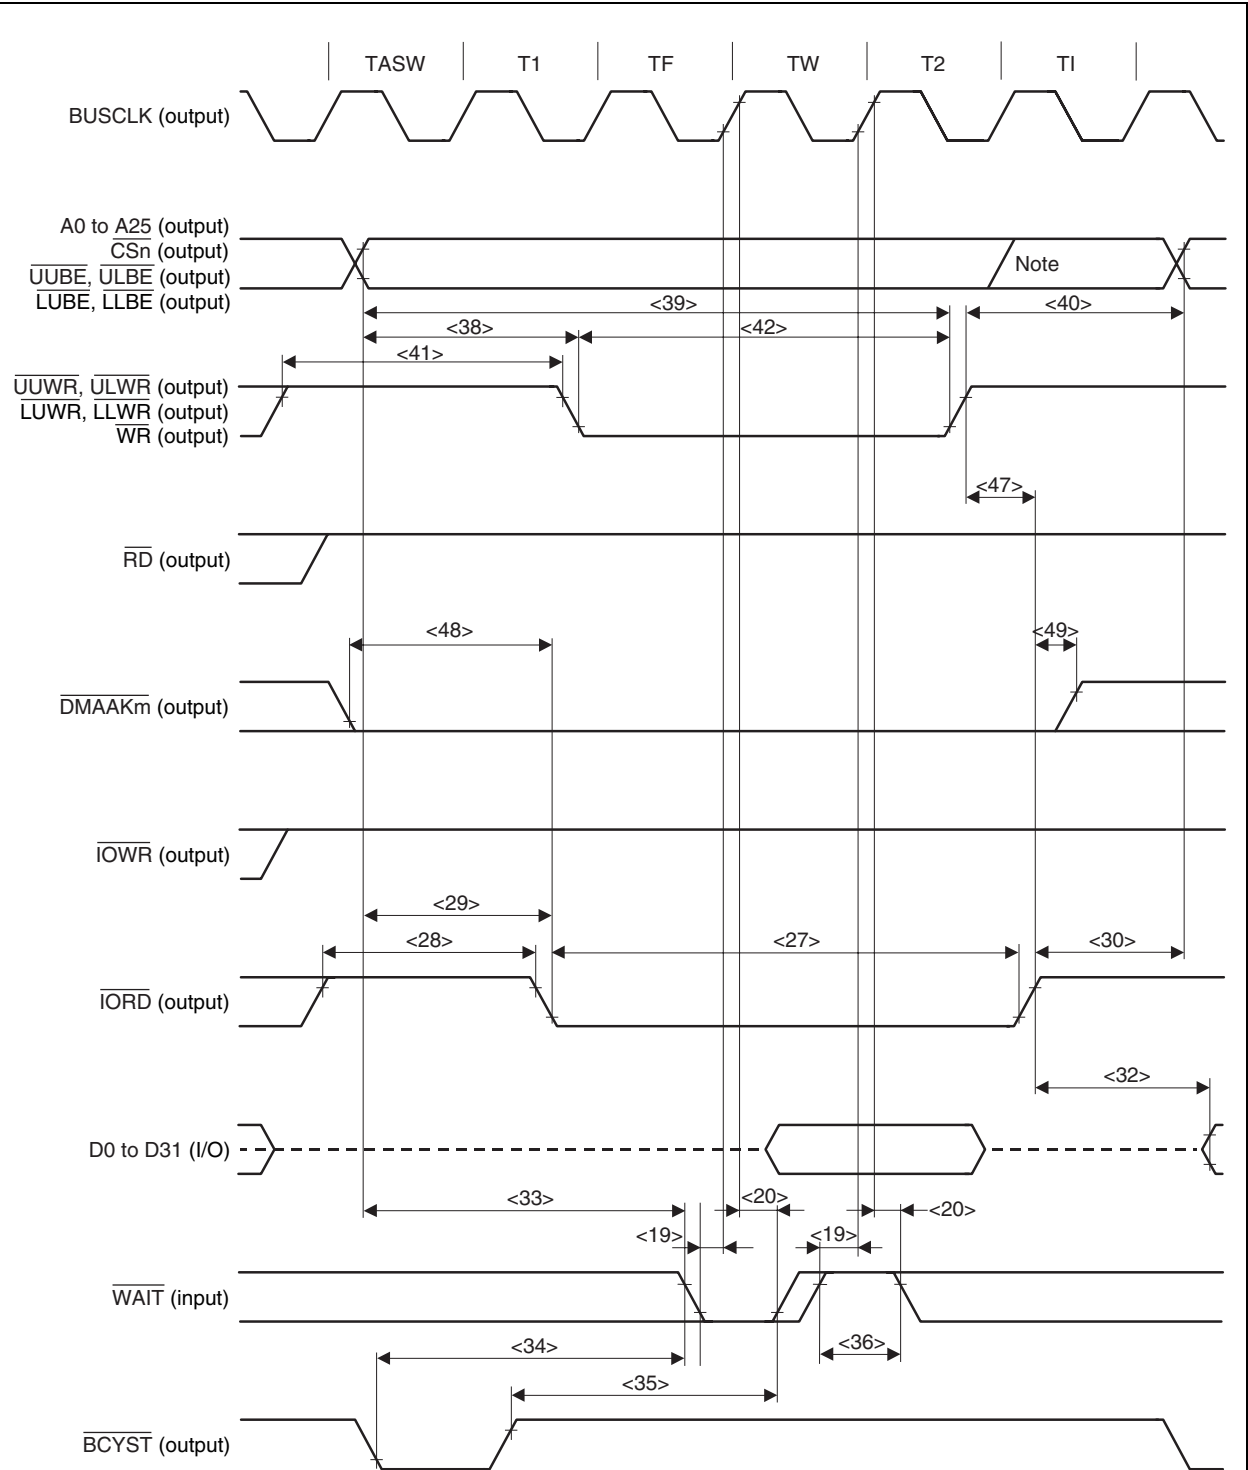 TASW T1 TF TW T2 TI
BUSCLK (output)
A0 to A25 (output)
CSn (output)
Note
UUBE, ULBE (output)
LUBE, LLBE (output)
<39> <40>
<38> <42>
<41>
UUWR, ULWR (output)
LUWR, LLWR (output)
WR (output)
<47>
RD (output)
<48> <49>
DMAAKm (output)
IOWR (output)
<29>
<28> <27> <30>
IORD (output)
<32>
D0 to D31 (I/O)
<33> <20> <20>
<19> <19>
WAIT (input)
<34> <36>
<35>
BCYST (output)